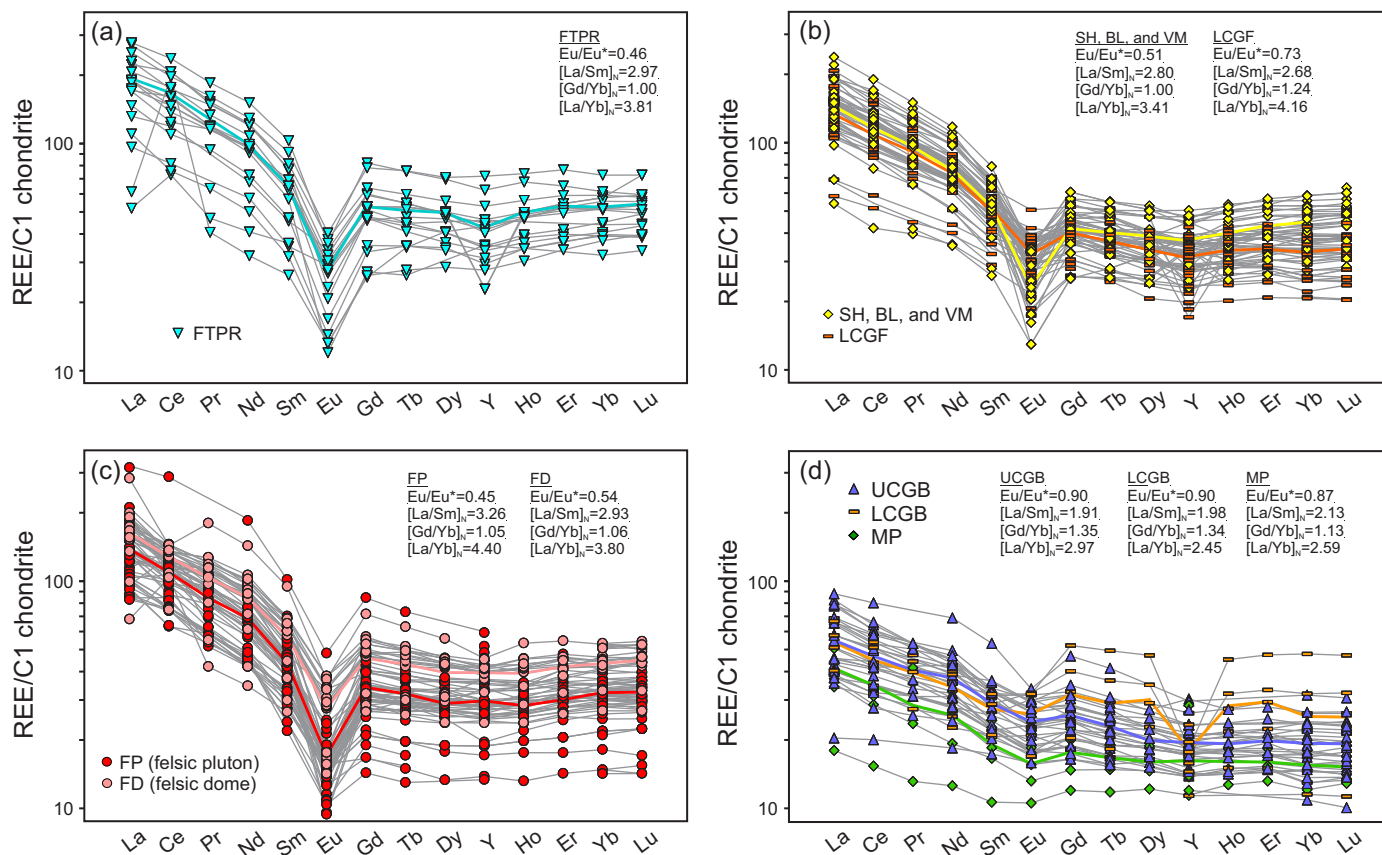 (a)
FTPR
Eu/Eu*=0.46
[La/Sm]N=2.97
[Gd/Yb]N=1.00
[La/Yb]N=3.81
REE/C1 chondrite
100
10
FTPR
La Ce Pr Nd Sm Eu Gd Tb Dy Y Ho Er Yb Lu
(b)
SH, BL, and VM LCGF
Eu/Eu*=0.51 Eu/Eu*=0.73
[La/Sm]N=2.80 [La/Sm]N=2.68
[Gd/Yb]N=1.00 [Gd/Yb]N=1.24
[La/Yb]N=3.41 [La/Yb]N=4.16
REE/C1 chondrite
100
10
SH, BL, and VM
LCGF
La Ce Pr Nd Sm Eu Gd Tb Dy Y Ho Er Yb Lu
(c)
FP FD
Eu/Eu*=0.45 Eu/Eu*=0.54
[La/Sm]N=3.26 [La/Sm]N=2.93
[Gd/Yb]N=1.05 [Gd/Yb]N=1.06
[La/Yb]N=4.40 [La/Yb]N=3.80
REE/C1 chondrite
100
10
FP (felsic pluton)
FD (felsic dome)
La Ce Pr Nd Sm Eu Gd Tb Dy Y Ho Er Yb Lu
(d)
UCGB
LCGB
MP
UCGB LCGB MP
Eu/Eu*=0.90 Eu/Eu*=0.90 Eu/Eu*=0.87
[La/Sm]N=1.91 [La/Sm]N=1.98 [La/Sm]N=2.13
[Gd/Yb]N=1.35 [Gd/Yb]N=1.34 [Gd/Yb]N=1.13
[La/Yb]N=2.97 [La/Yb]N=2.45 [La/Yb]N=2.59
REE/C1 chondrite
100
10
La Ce Pr Nd Sm Eu Gd Tb Dy Y Ho Er Yb Lu